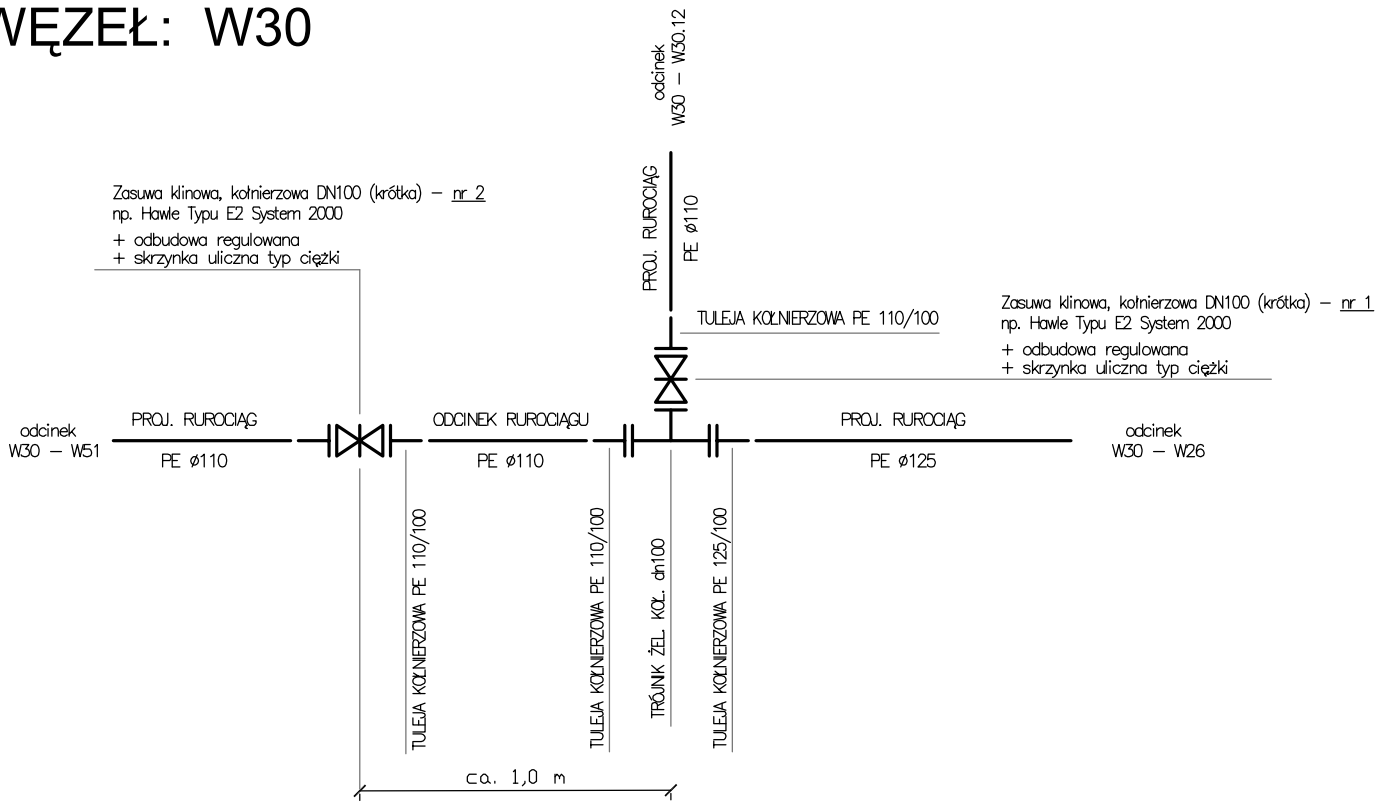 WĘZEŁ: W30
odcinek
W30 – W30.12
PROJ. RUROCIĄG
PE ø110
Zasuwa klinowa, kołnierzowa DN100 (krótka) – nr 2
np. Hawle Typu E2 System 2000
+ odbudowa regulowana
+ skrzynka uliczna typ ciężki
TULEJA KOŁNIERZOWA PE 110/100
Zasuwa klinowa, kołnierzowa DN100 (krótka) – nr 1
np. Hawle Typu E2 System 2000
+ odbudowa regulowana
+ skrzynka uliczna typ ciężki
odcinek
W30 – W51
PROJ. RUROCIĄG
PE ø110
ODCINEK RUROCIĄGU
PE ø110
PROJ. RUROCIĄG
PE ø125
odcinek
W30 – W26
TULEJA KOŁNIERZOWA PE 110/100
TULEJA KOŁNIERZOWA PE 110/100
TRÓJNIK ŻEL. KOŁ. dn100
TULEJA KOŁNIERZOWA PE 125/100
ca. 1,0 m